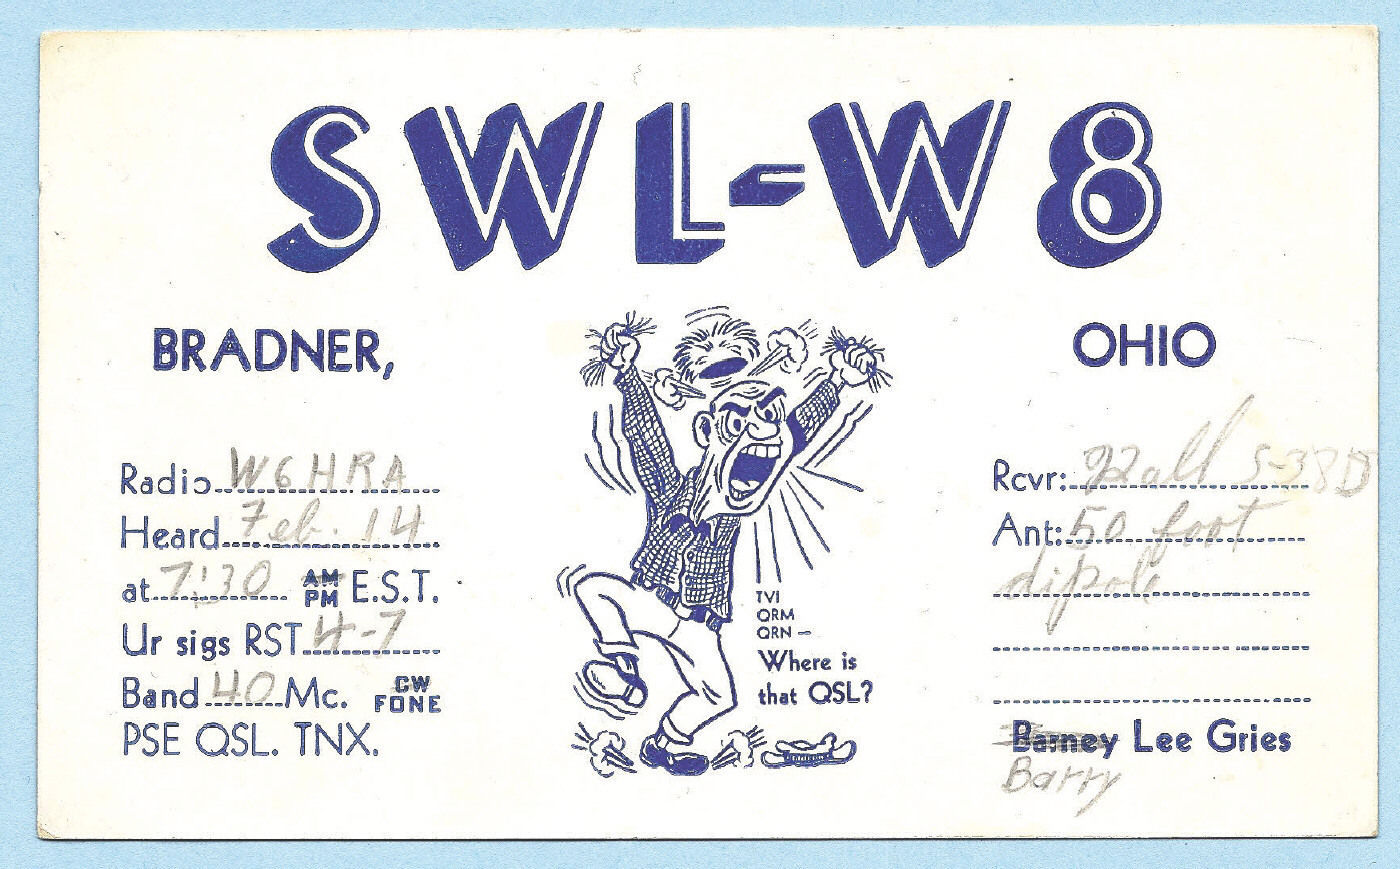 SWL-W8
BRADNER,
OHIO
Radio W6HRA
Heard Feb. 14
at 7:30 AM PM E.S.T.
Ur sigs RST 4-7
Band 40 Mc. CW FONE
PSE QSL. TNX.
TVI
QRM
QRN –
Where is
that QSL?
Rcvr: Hall S-38D
Ant: 50 foot
dipole
Barney Lee Gries
Barry